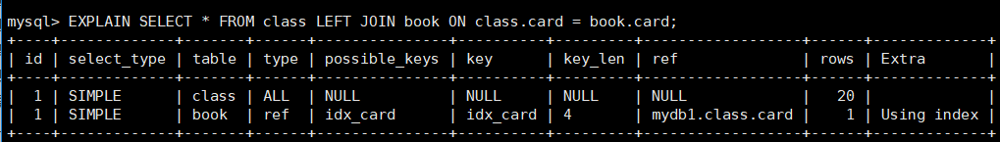 mysql> EXPLAIN SELECT * FROM class LEFT JOIN book ON class.card = book.card;
+----+-------------+-------+------+---------------+----------+---------+------------------+------+-------------+
| id | select_type | table | type | possible_keys | key      | key_len | ref              | rows | Extra       |
+----+-------------+-------+------+---------------+----------+---------+------------------+------+-------------+
|  1 | SIMPLE      | class | ALL  | NULL          | NULL     | NULL    | NULL             |   20 |             |
|  1 | SIMPLE      | book  | ref  | idx_card      | idx_card | 4       | mydb1.class.card |    1 | Using index |
+----+-------------+-------+------+---------------+----------+---------+------------------+------+-------------+